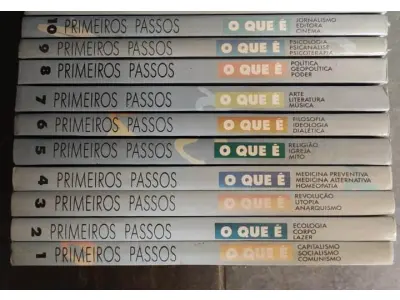 10 PRIMEIROS PASSOS O QUE É JORNALISMO
EDITORA
CINEMA
9 PRIMEIROS PASSOS O QUE É PSICOLOGIA
PSICANÁLISE
PSICOTERAPIA
8 PRIMEIROS PASSOS O QUE É POLÍTICA
GEOPOLÍTICA
PODER
7 PRIMEIROS PASSOS O QUE É ARTE
LITERATURA
MÚSICA
6 PRIMEIROS PASSOS O QUE É FILOSOFIA
IDEOLOGIA
DIALÉTICA
5 PRIMEIROS PASSOS O QUE É RELIGIÃO
IGREJA
MITO
4 PRIMEIROS PASSOS O QUE É MEDICINA PREVENTIVA
MEDICINA ALTERNATIVA
HOMEOPATIA
3 PRIMEIROS PASSOS O QUE É REVOLUÇÃO
UTOPIA
ANARQUISMO
2 PRIMEIROS PASSOS O QUE É ECOLOGIA
CORPO
LAZER
1 PRIMEIROS PASSOS O QUE É CAPITALISMO
SOCIALISMO
COMUNISMO